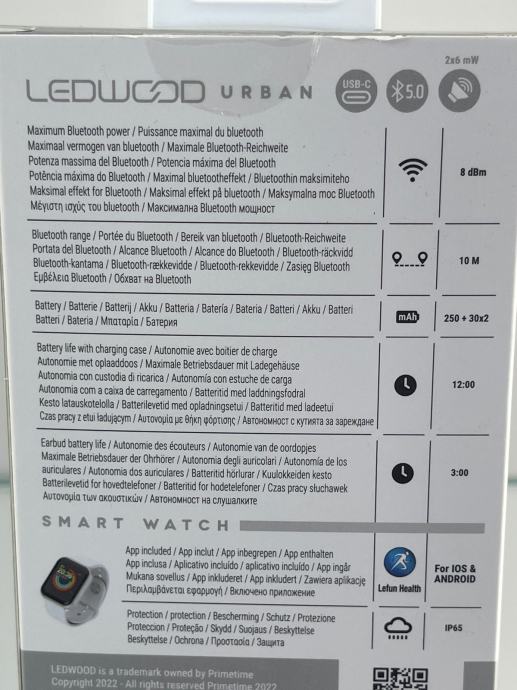 2x6 mW
LEDWOOD URBAN USB-C 5.0
Maximum Bluetooth power / Puissance maximal du bluetooth
Maximaal vermogen van bluetooth / Maximale Bluetooth-Reichweite
Potenza massima del Bluetooth / Potencia máxima del Bluetooth
Potência máxima do Bluetooth / Maximal bluetootheffekt / Bluetoothin maksimiteho
Maksimal effekt for Bluetooth / Maksimal effekt på bluetooth / Maksymalna moc Bluetooth
Μέγιστη ισχύς του bluetooth / Максимална Bluetooth мощност
8 dBm
Bluetooth range / Portée du Bluetooth / Bereik van bluetooth / Bluetooth-Reichweite
Portata del Bluetooth / Alcance Bluetooth / Alcance do Bluetooth / Bluetooth-räckvidd
Bluetooth-kantama / Bluetooth-rækkevidde / Bluetooth-rekkevidde / Zasięg Bluetooth
Εμβέλεια Bluetooth / Обхват на Bluetooth
10 M
Battery / Batterie / Batterij / Akku / Batteria / Batería / Bateria / Batteri / Akku / Batteri
Batteri / Bateria / Μπαταρία / Батерия
mAh
250 + 30x2
Battery life with charging case / Autonomie avec boitier de charge
Autonomie met oplaaddoos / Maximale Betriebsdauer mit Ladegehäuse
Autonomia con custodia di ricarica / Autonomía con estuche de carga
Autonomia com a caixa de carregamento / Batteritid med laddningsfodral
Kesto latauskotelolla / Batterilevetid med opladningsetui / Batteritid med ladeetui
Czas pracy z etui ładującym / Αυτονομία με θήκη φόρτισης / Автономност с кутията за зареждане
12:00
Earbud battery life / Autonomie des écouteurs / Autonomie van de oordopjes
Maximale Betriebsdauer der Ohrhörer / Autonomia degli auricolari / Autonomía de los
auriculares / Autonomia dos auriculares / Batteritid hörlurar / Kuulokkeiden kesto
Batterilevetid for hovedtelefoner / Batteritid for hodetelefoner / Czas pracy słuchawek
Αυτονομία των ακουστικών / Автономност на слушалките
3:00
SMART WATCH
App included / App inclut / App inbegrepen / App enthalten
App inclusa / Aplicativo incluído / aplicativo incluído / App ingår
Mukana sovellus / App inkluderet / App inkludert / Zawiera aplikację
Περιλαμβάνεται εφαρμογή / Включено приложение
Lefun Health
For IOS &
ANDROID
Protection / protection / Bescherming / Schutz / Protezione
Proteccion / Proteção / Skydd / Suojaus / Beskyttelse
Beskyttelse / Ochrona / Προστασία / Защита
IP65
LEDWOOD is a trademark owned by Primetime
Copyright 2022 - All rights reserved Primetime 2022